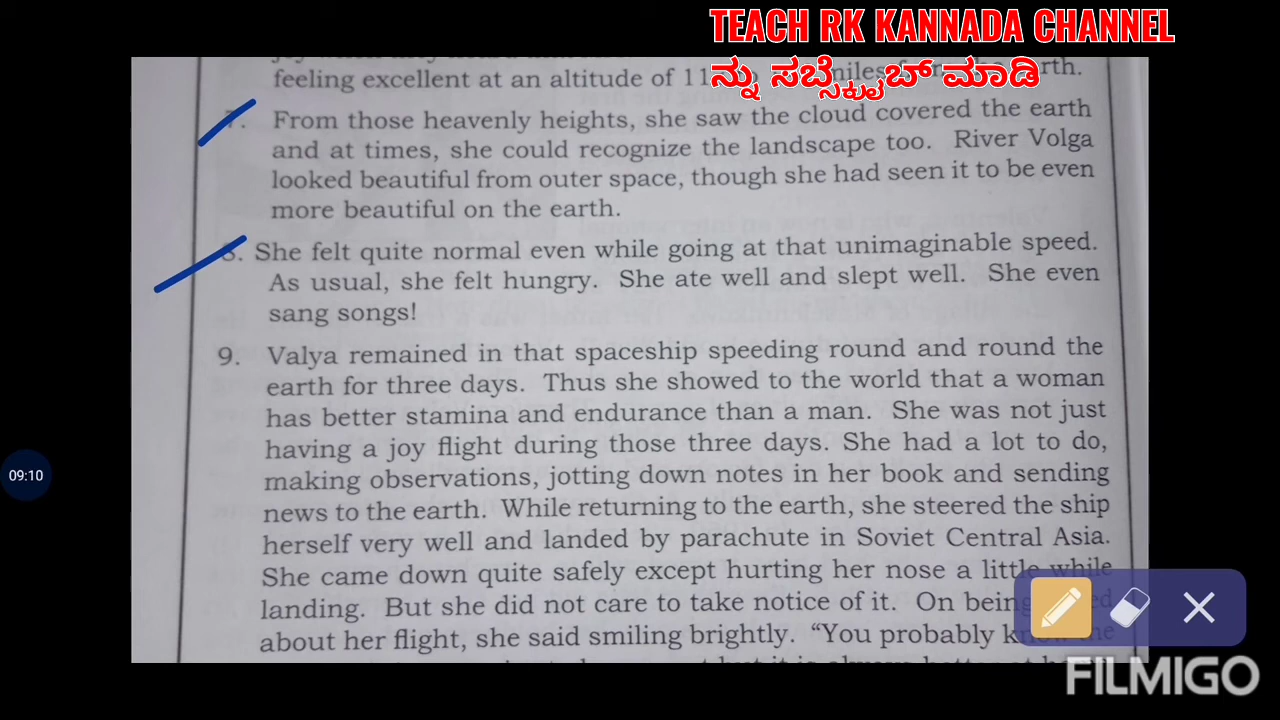 TEACH RK KANNADA CHANNEL
ನ್ನು ಸಬ್ಸ್ಕ್ರೈಬ್ ಮಾಡಿ
feeling excellent at an altitude of 11
7. From those heavenly heights, she saw the cloud covered the earth
and at times, she could recognize the landscape too. River Volga
looked beautiful from outer space, though she had seen it to be even
more beautiful on the earth.
8. She felt quite normal even while going at that unimaginable speed.
As usual, she felt hungry. She ate well and slept well. She even
sang songs!
9. Valya remained in that spaceship speeding round and round the
earth for three days. Thus she showed to the world that a woman
has better stamina and endurance than a man. She was not just
having a joy flight during those three days. She had a lot to do,
making observations, jotting down notes in her book and sending
news to the earth. While returning to the earth, she steered the ship
herself very well and landed by parachute in Soviet Central Asia.
She came down quite safely except hurting her nose a little while
landing. But she did not care to take notice of it. On being
about her flight, she said smiling brightly. “You probably
09:10
FILMIGO